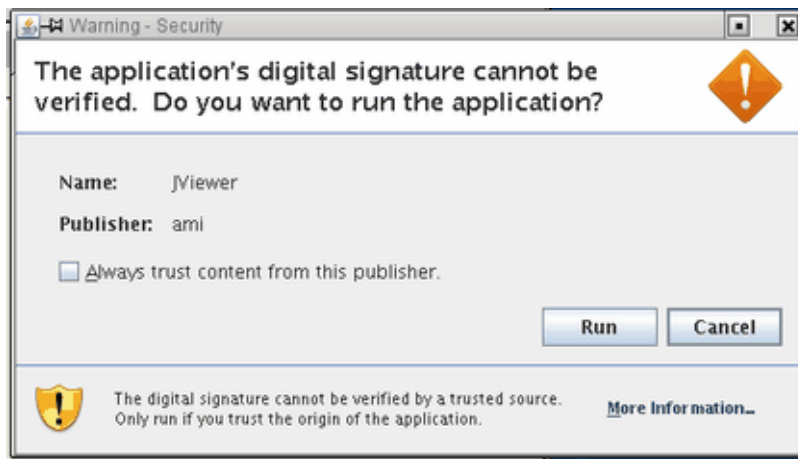 Warning - Security
The application's digital signature cannot be
verified. Do you want to run the application?
Name: JViewer
Publisher: ami
Always trust content from this publisher.
Run Cancel
The digital signature cannot be verified by a trusted source.
Only run if you trust the origin of the application.
More Information...